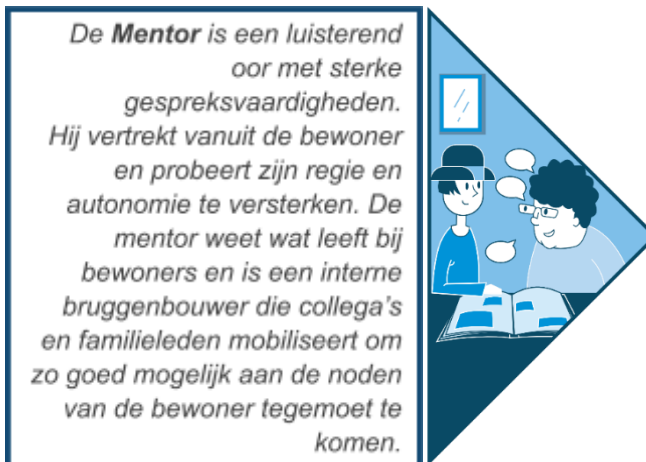 De Mentor is een luisterend
oor met sterke
gespreksvaardigheden.
Hij vertrekt vanuit de bewoner
en probeert zijn regie en
autonomie te versterken. De
mentor weet wat leeft bij
bewoners en is een interne
bruggenbouwer die collega's
en familieleden mobiliseert om
zo goed mogelijk aan de noden
van de bewoner tegemoet te
komen.